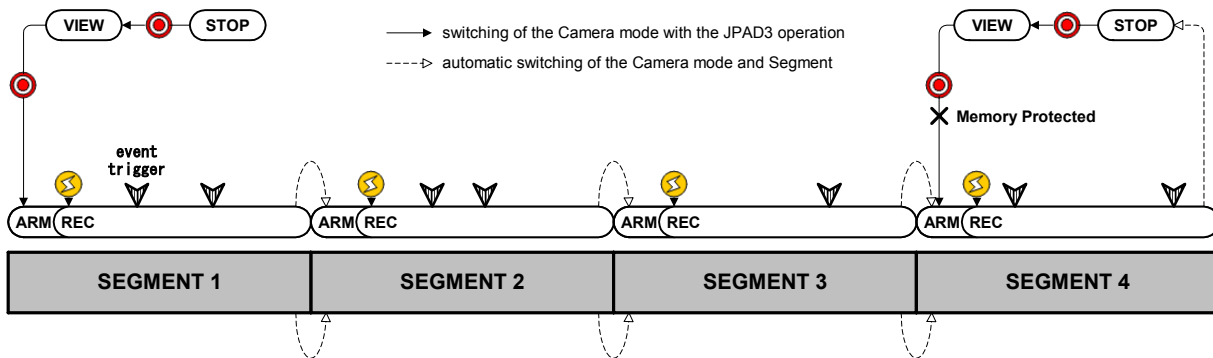 VIEW
STOP
switching of the Camera mode with the JPAD3 operation
automatic switching of the Camera mode and Segment
VIEW
STOP
Memory Protected
event
trigger
ARM
REC
ARM
REC
ARM
REC
ARM
REC
SEGMENT 1
SEGMENT 2
SEGMENT 3
SEGMENT 4